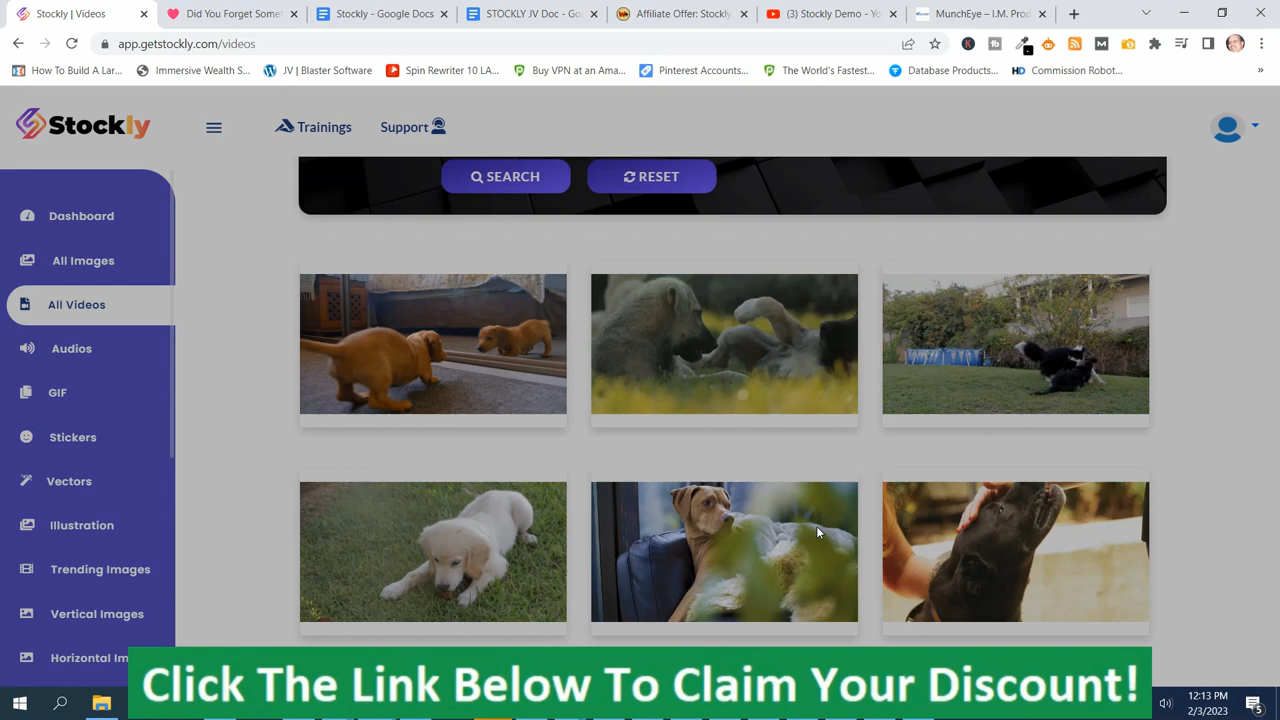 Stockly | Videos
Did You Forget Somet
Stockly - Google Docs
STOCKLY JV Doc - Go
Affiliate Offer: Stockly
(3) Stockly Demo - Yo
MunchEye – I.M. Prod
app.getstockly.com/videos
How To Build A Lar...
Immersive Wealth S...
JV | Blaster Software
Spin Rewriter 10 LA...
Buy VPN at an Ama...
Pinterest Accounts...
The World's Fastest...
Database Products...
Commission Robot...
Stockly
Trainings
Support
SEARCH
RESET
Dashboard
All Images
All Videos
Audios
GIF
Stickers
Vectors
Illustration
Trending Images
Vertical Images
Horizontal Im
Click The Link Below To Claim Your Discount!
12:13 PM
2/3/2023
5